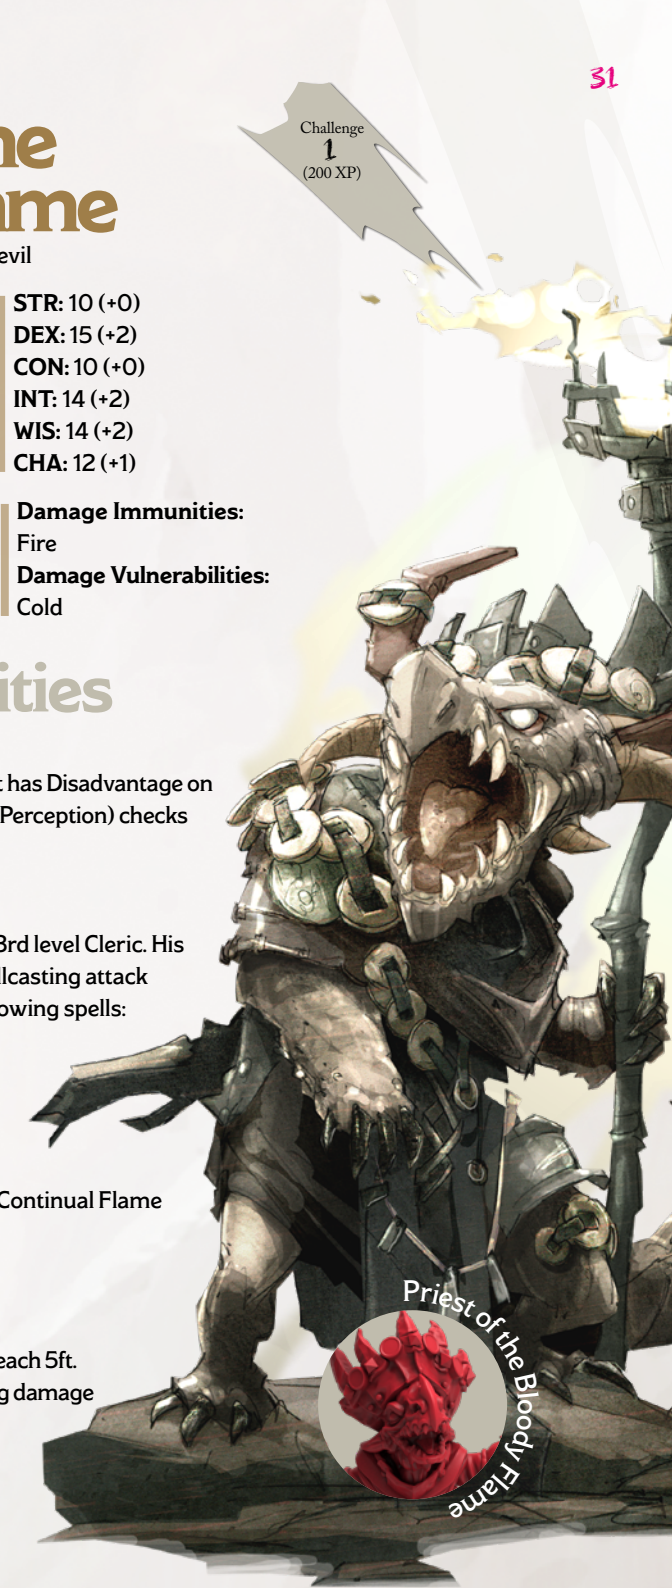 31
Challenge
1
(200 XP)
ne
ame
evil
STR: 10 (+0)
DEX: 15 (+2)
CON: 10 (+0)
INT: 14 (+2)
WIS: 14 (+2)
CHA: 12 (+1)
Damage Immunities:
Fire
Damage Vulnerabilities:
Cold
ities
t has Disadvantage on
Perception) checks
3rd level Cleric. His
llcasting attack
owing spells:
Continual Flame
each 5ft.
g damage
Priest of the Bloody Flame